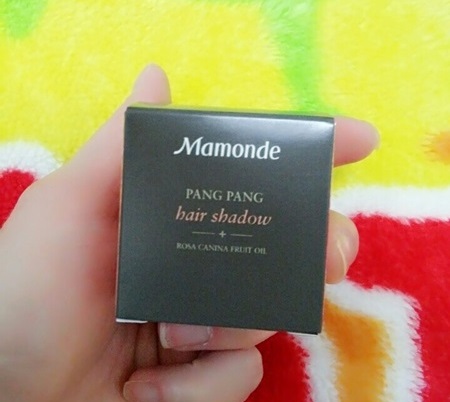 Mamonde
PANG PANG
hair shadow
ROSA CANINA FRUIT OIL